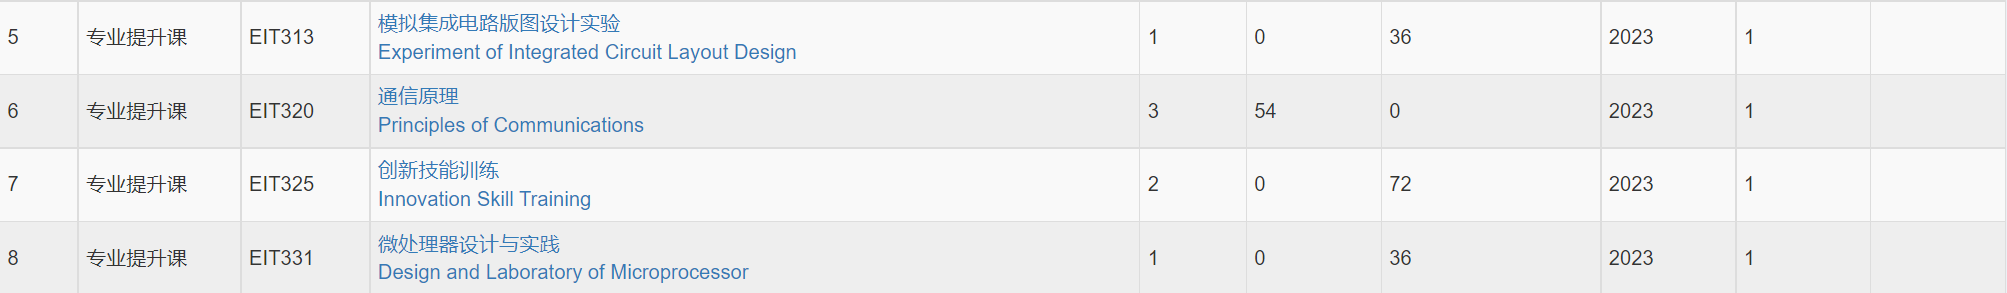 模拟集成电路版图设计实验
5 专业提升课 EIT313 1 0 36 2023 1
Experiment of Integrated Circuit Layout Design
通信原理
6 专业提升课 EIT320 3 54 0 2023 1
Principles of Communications
创新技能训练
7 专业提升课 EIT325 2 0 72 2023 1
Innovation Skill Training
微处理器设计与实践
8 专业提升课 EIT331 1 0 36 2023 1
Design and Laboratory of Microprocessor